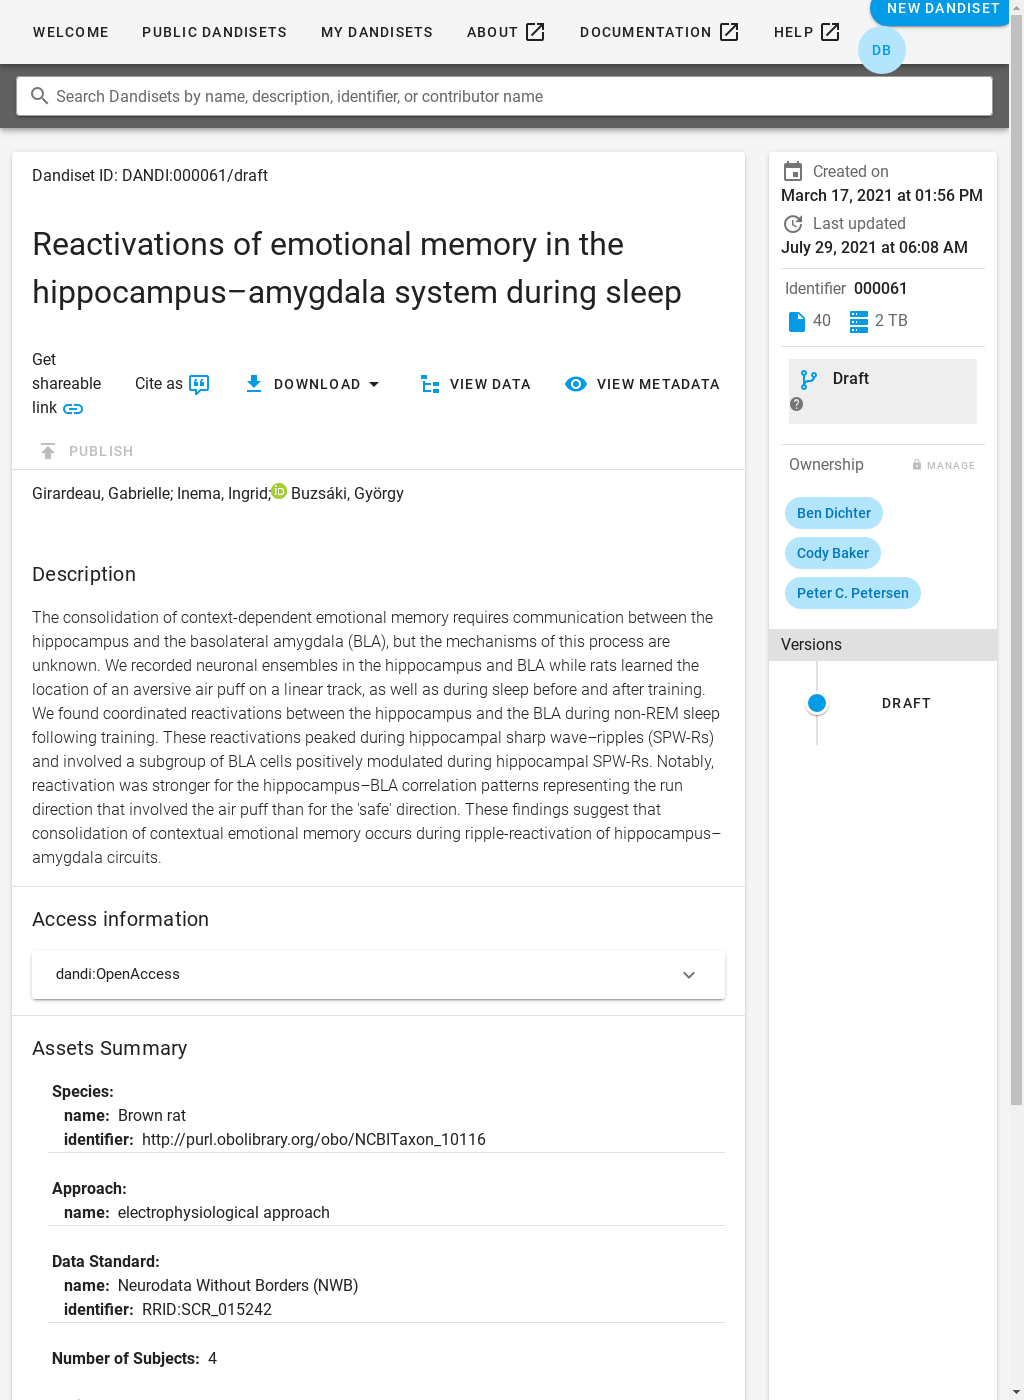 WELCOME
PUBLIC DANDISETS
MY DANDISETS
ABOUT
DOCUMENTATION
HELP
NEW DANDISET
DB
Search Dandisets by name, description, identifier, or contributor name
Dandiset ID: DANDI:000061/draft
Reactivations of emotional memory in the
hippocampus–amygdala system during sleep
Get
shareable
link
Cite as
DOWNLOAD
VIEW DATA
VIEW METADATA
PUBLISH
Girardeau, Gabrielle; Inema, Ingrid; iD Buzsáki, György
Description
The consolidation of context-dependent emotional memory requires communication between the
hippocampus and the basolateral amygdala (BLA), but the mechanisms of this process are
unknown. We recorded neuronal ensembles in the hippocampus and BLA while rats learned the
location of an aversive air puff on a linear track, as well as during sleep before and after training.
We found coordinated reactivations between the hippocampus and the BLA during non-REM sleep
following training. These reactivations peaked during hippocampal sharp wave–ripples (SPW-Rs)
and involved a subgroup of BLA cells positively modulated during hippocampal SPW-Rs. Notably,
reactivation was stronger for the hippocampus–BLA correlation patterns representing the run
direction that involved the air puff than for the 'safe' direction. These findings suggest that
consolidation of contextual emotional memory occurs during ripple-reactivation of hippocampus–
amygdala circuits.
Access information
dandi:OpenAccess
Assets Summary
Species:
name: Brown rat
identifier: http://purl.obolibrary.org/obo/NCBITaxon_10116
Approach:
name: electrophysiological approach
Data Standard:
name: Neurodata Without Borders (NWB)
identifier: RRID:SCR_015242
Number of Subjects: 4
Created on
March 17, 2021 at 01:56 PM
Last updated
July 29, 2021 at 06:08 AM
Identifier 000061
40
2 TB
Draft
?
Ownership
MANAGE
Ben Dichter
Cody Baker
Peter C. Petersen
Versions
DRAFT